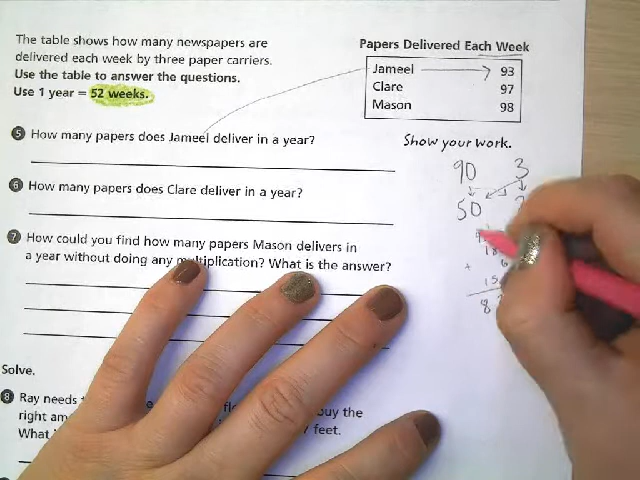 The table shows how many newspapers are
delivered each week by three paper carriers.
Use the table to answer the questions.
Use 1 year = 52 weeks.
Papers Delivered Each Week
Jameel 93
Clare 97
Mason 98
5 How many papers does Jameel deliver in a year?
Show your work.
90 3
50
6 How many papers does Clare deliver in a year?
7 How could you find how many papers Mason delivers in
a year without doing any multiplication? What is the answer?
+
Solve.
8 Ray needs buy the
right feet.
What